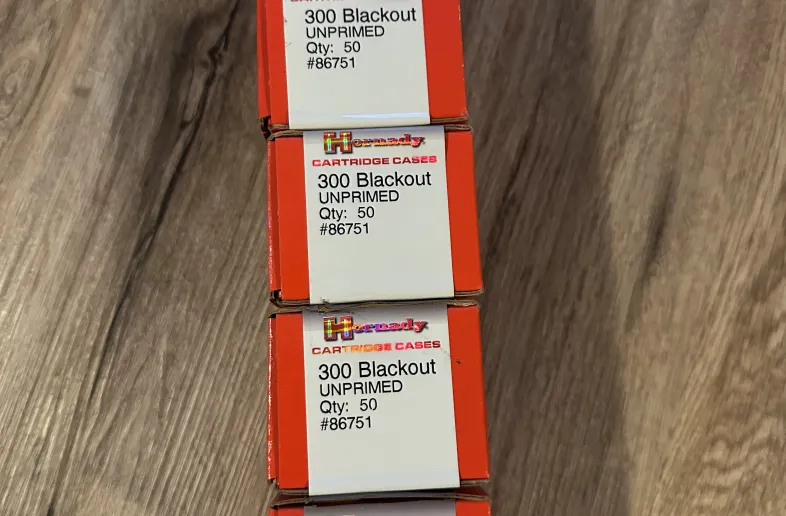 300 Blackout
UNPRIMED
Qty: 50
#86751
Hornady
CARTRIDGE CASES
300 Blackout
UNPRIMED
Qty: 50
#86751
Hornady
CARTRIDGE CASES
300 Blackout
UNPRIMED
Qty: 50
#86751